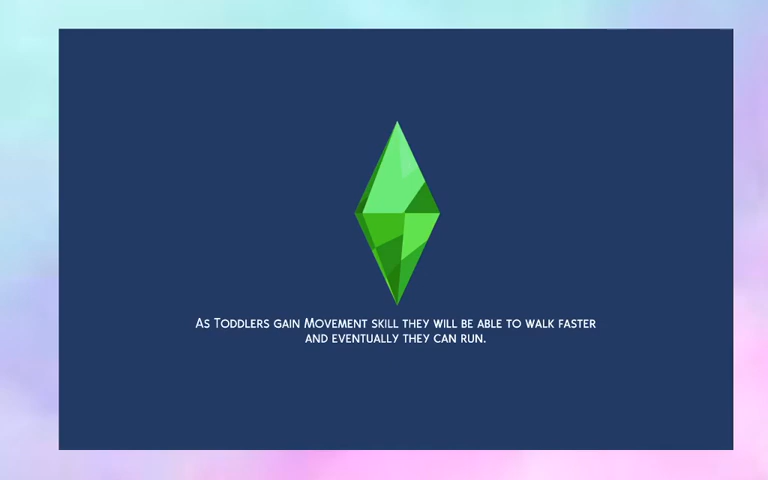 As Toddlers gain Movement skill they will be able to walk faster
and eventually they can run.